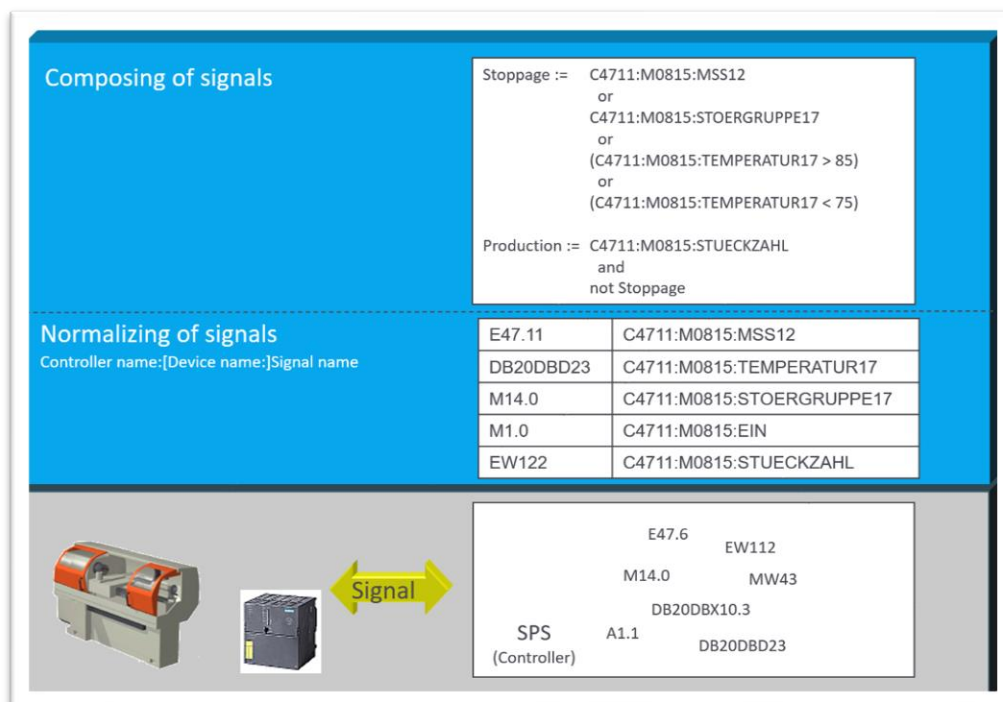 Composing of signals
Stoppage := C4711:M0815:MSS12
or
C4711:M0815:STOERGRUPPE17
or
(C4711:M0815:TEMPERATUR17 > 85)
or
(C4711:M0815:TEMPERATUR17 < 75)
Production := C4711:M0815:STUECKZAHL
and
not Stoppage
Normalizing of signals
Controller name:[Device name:]Signal name
E47.11 C4711:M0815:MSS12
DB20DBD23 C4711:M0815:TEMPERATUR17
M14.0 C4711:M0815:STOERGRUPPE17
M1.0 C4711:M0815:EIN
EW122 C4711:M0815:STUECKZAHL
Signal
E47.6
EW112
M14.0
MW43
DB20DBX10.3
SPS
(Controller)
A1.1
DB20DBD23